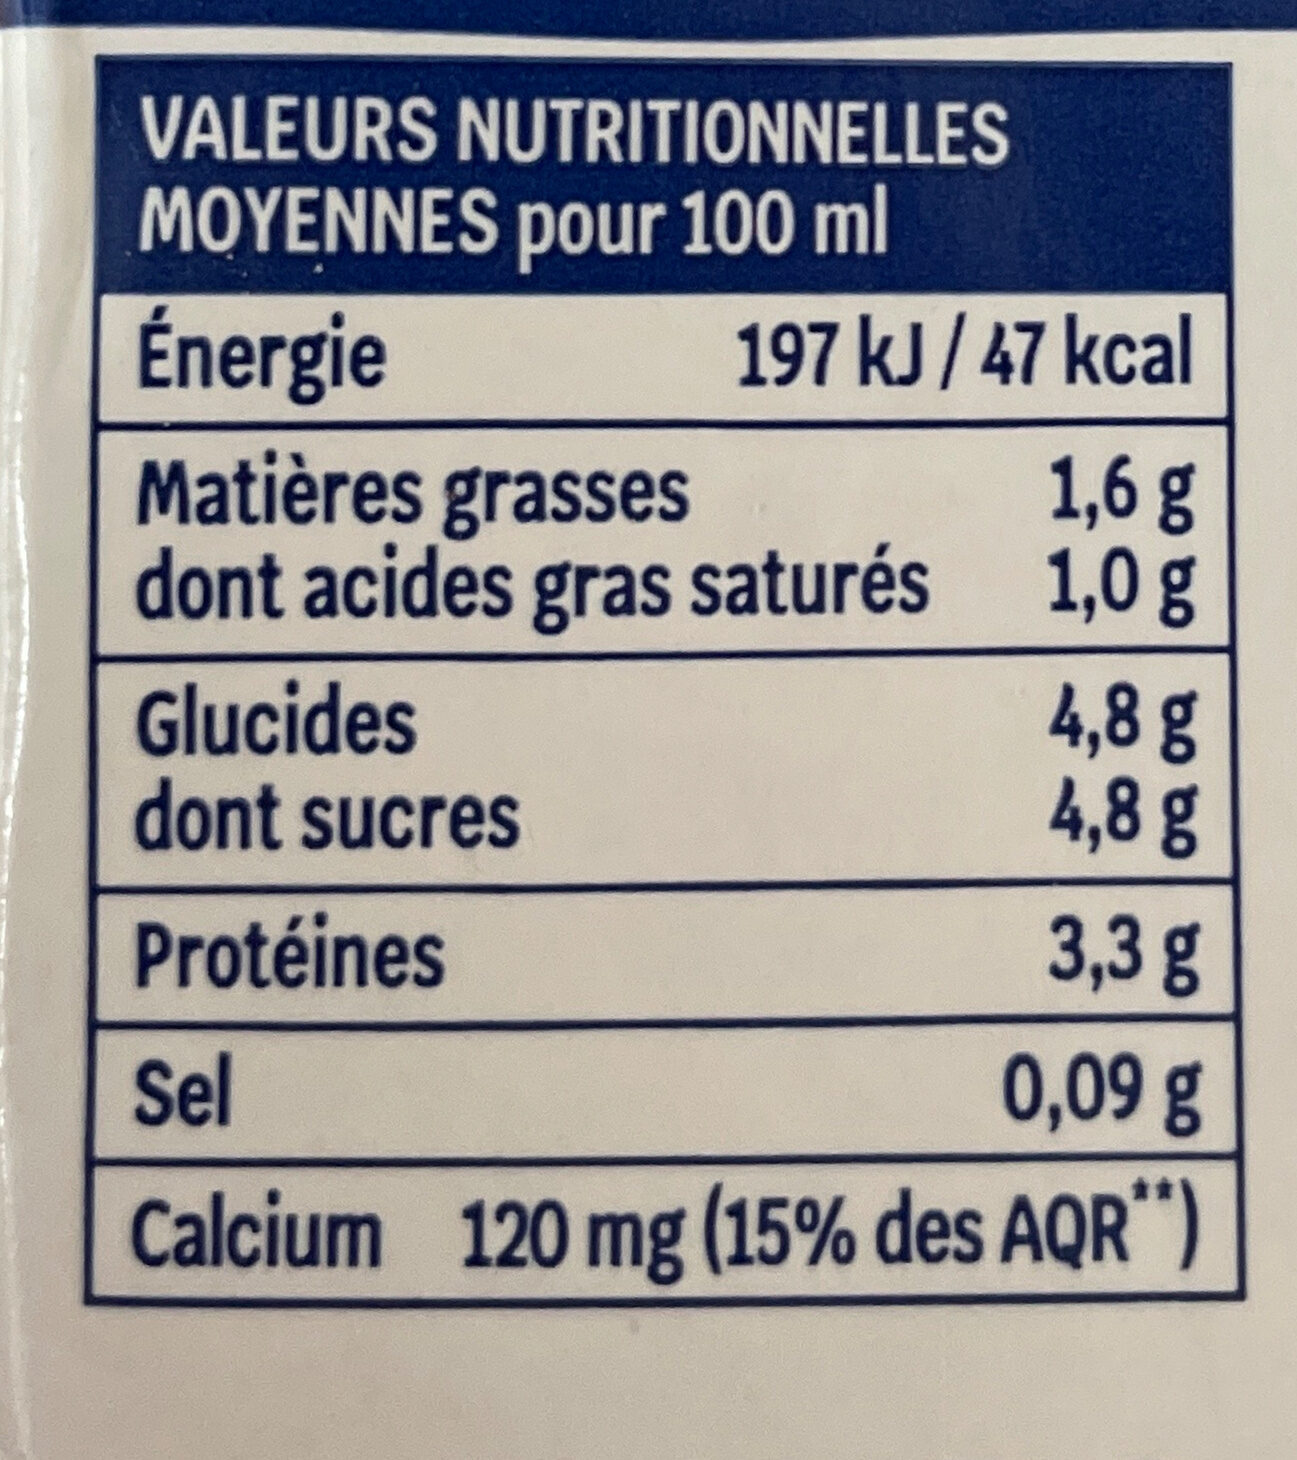 VALEURS NUTRITIONNELLES
MOYENNES pour 100 ml
Énergie 197 kJ / 47 kcal
Matières grasses 1,6 g
dont acides gras saturés 1,0 g
Glucides 4,8 g
dont sucres 4,8 g
Protéines 3,3 g
Sel 0,09 g
Calcium 120 mg (15% des AQR**)